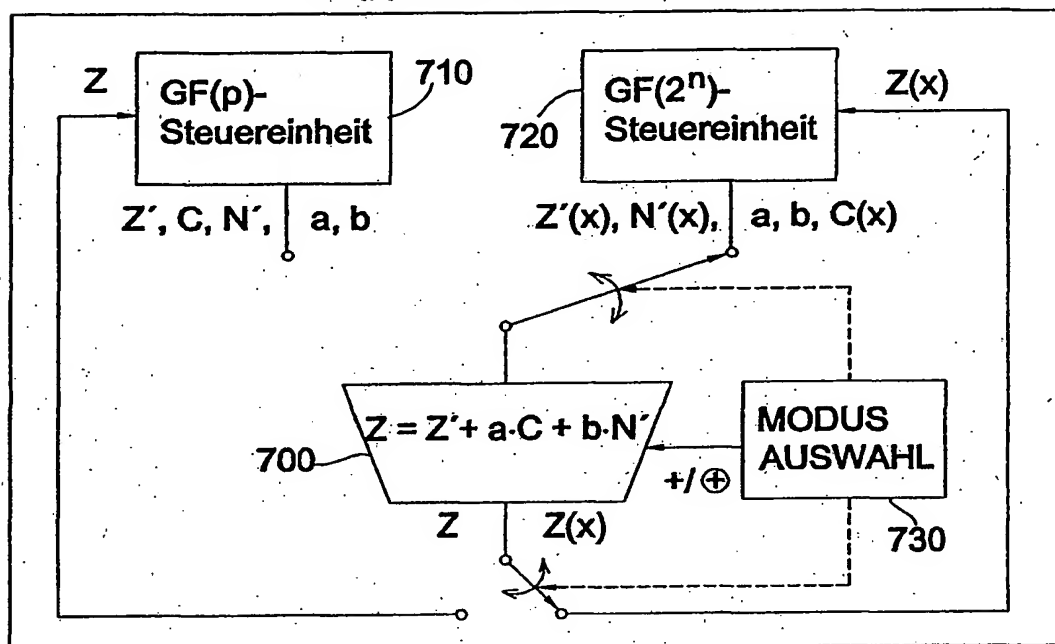 Z
GF(p)-
Steuereinheit
710
720
GF(2ⁿ)-
Steuereinheit
Z(x)
Z´, C, N´, a, b
Z´(x), N´(x), a, b, C(x)
Z = Z´+ a·C + b·N´
700
MODUS
AUSWAHL
+/⊕
730
Z Z(x)